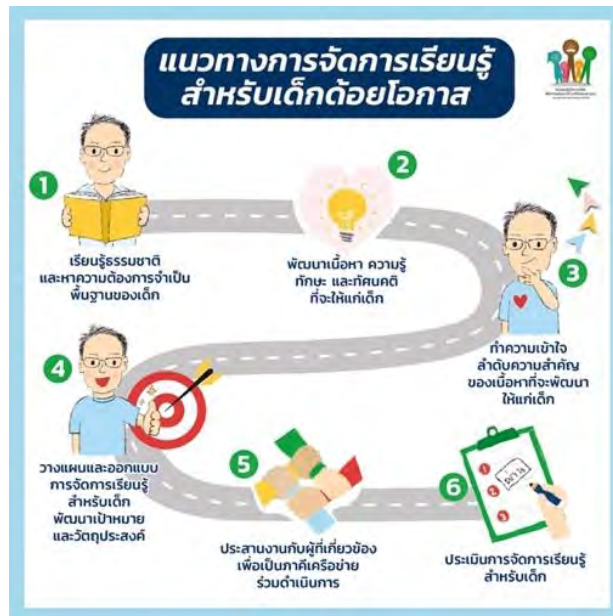 แนวทางการจัดการเรียนรู้
สำหรับเด็กด้อยโอกาส
1
เรียนรู้ธรรมชาติ
และหาความต้องการจำเป็น
พื้นฐานของเด็ก
2
พัฒนาเนื้อหา ความรู้
ทักษะ และทัศนคติ
ที่จะให้แก่เด็ก
3
ทำความเข้าใจ
ลำดับความสำคัญ
ของเนื้อหาที่จะพัฒนา
ให้แก่เด็ก
4
วางแผนและออกแบบ
การจัดการเรียนรู้
สำหรับเด็ก
พัฒนาเป้าหมาย
และวัตถุประสงค์
5
ประสานงานกับผู้ที่เกี่ยวข้อง
เพื่อเป็นภาคีเครือข่าย
ร่วมดำเนินการ
6
1
2
3
ประเมินการจัดการเรียนรู้
สำหรับเด็ก